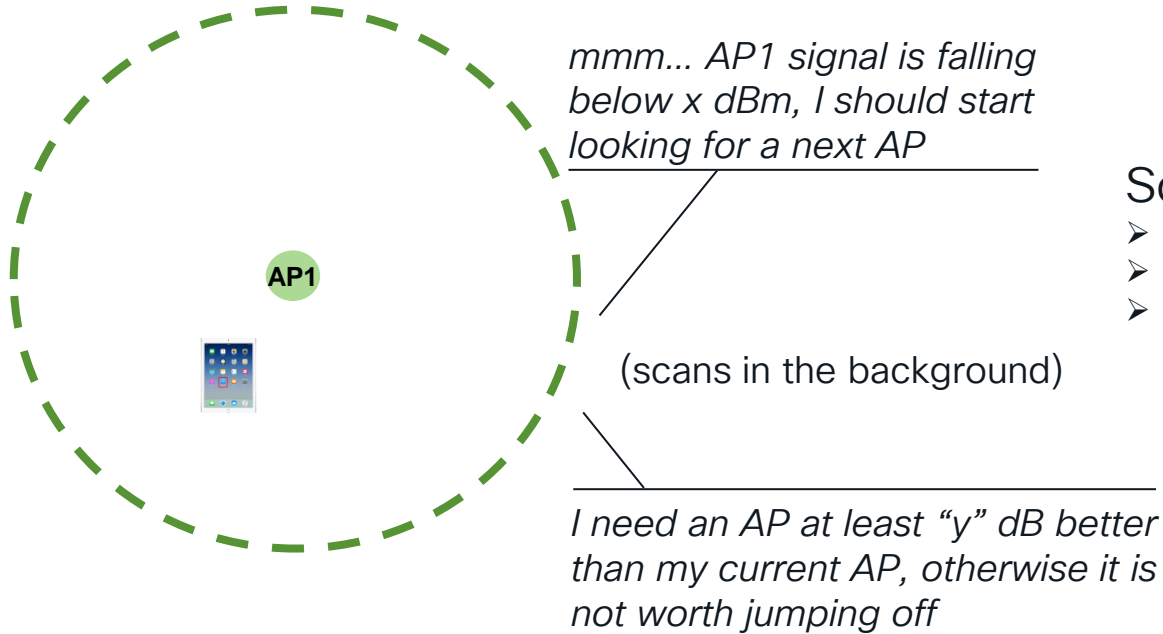 mmm... AP1 signal is falling
below x dBm, I should start
looking for a next AP
AP1
(scans in the background)
I need an AP at least “y” dB better
than my current AP, otherwise it is
not worth jumping off